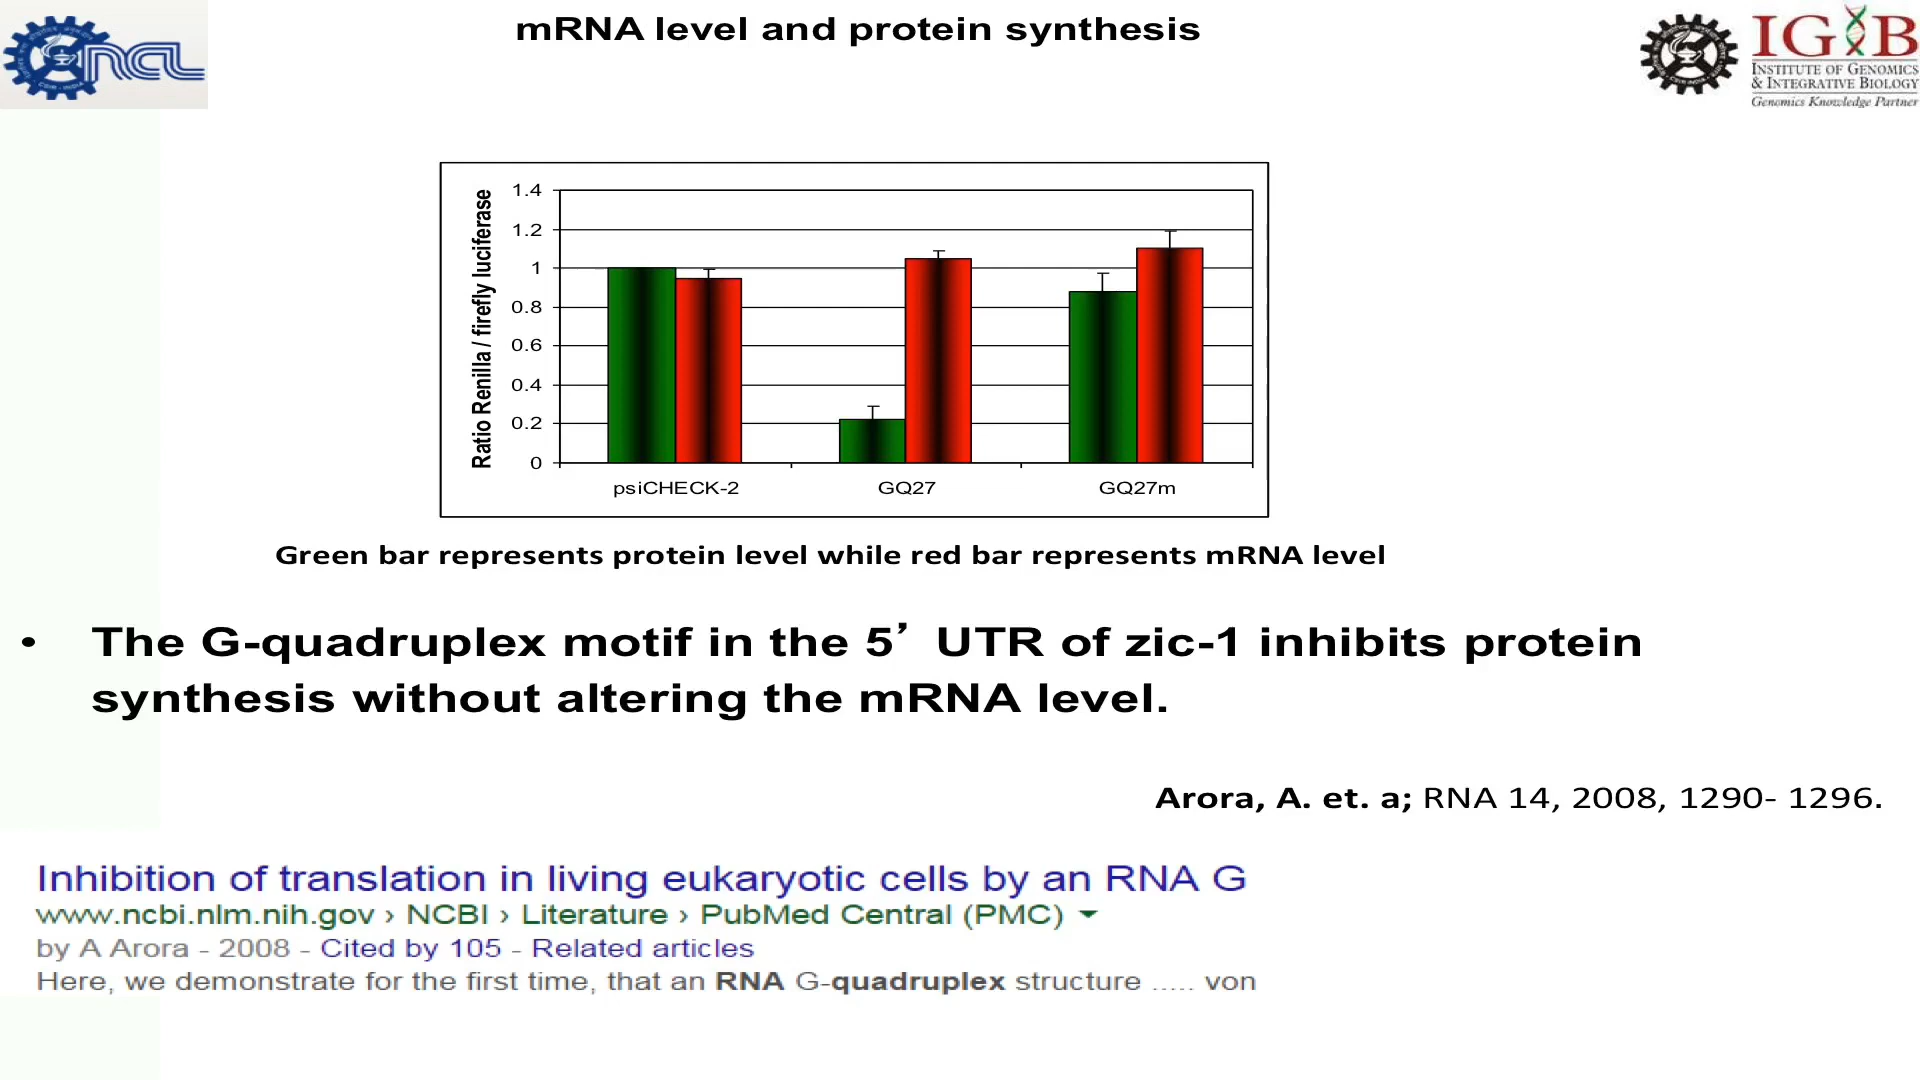 mRNA level and protein synthesis
ncl
CSIR - INDIA
IGIB
INSTITUTE OF GENOMICS
& INTEGRATIVE BIOLOGY
Genomics Knowledge Partner
Ratio Renilla / firefly luciferase
1.4
1.2
1
0.8
0.6
0.4
0.2
0
psiCHECK-2 GQ27 GQ27m
Green bar represents protein level while red bar represents mRNA level
• The G-quadruplex motif in the 5’ UTR of zic-1 inhibits protein
synthesis without altering the mRNA level.
Arora, A. et. a; RNA 14, 2008, 1290- 1296.
Inhibition of translation in living eukaryotic cells by an RNA G
www.ncbi.nlm.nih.gov › NCBI › Literature › PubMed Central (PMC)
by A Arora - 2008 - Cited by 105 - Related articles
Here, we demonstrate for the first time, that an RNA G-quadruplex structure ..... von